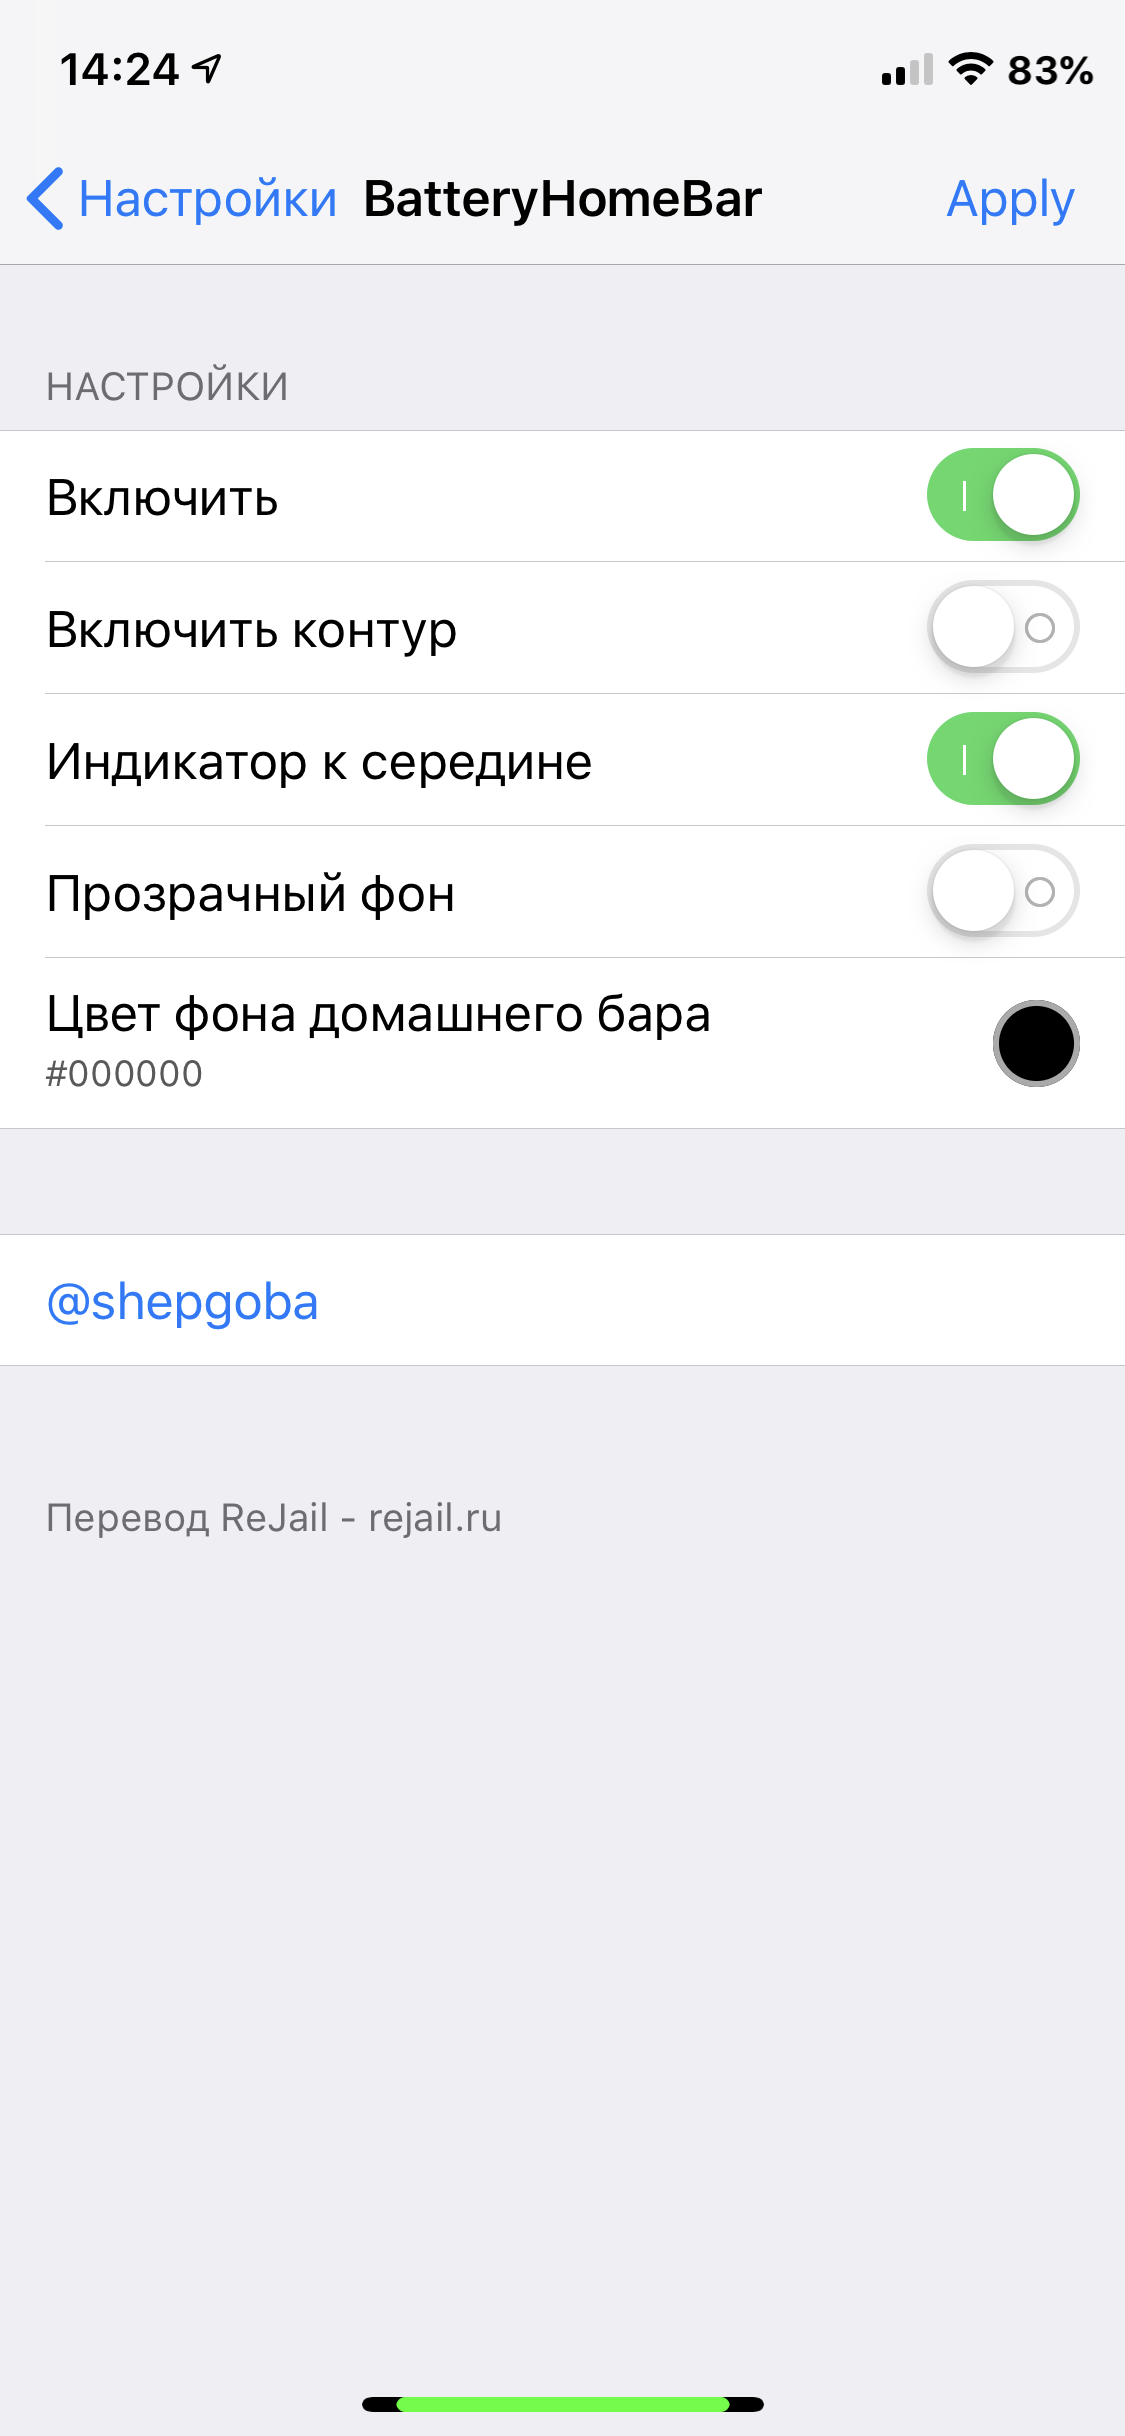 14:24 83%
Настройки BatteryHomeBar Apply
НАСТРОЙКИ
Включить
Включить контур
Индикатор к середине
Прозрачный фон
Цвет фона домашнего бара
#000000
@shepgoba
Перевод ReJail - rejail.ru